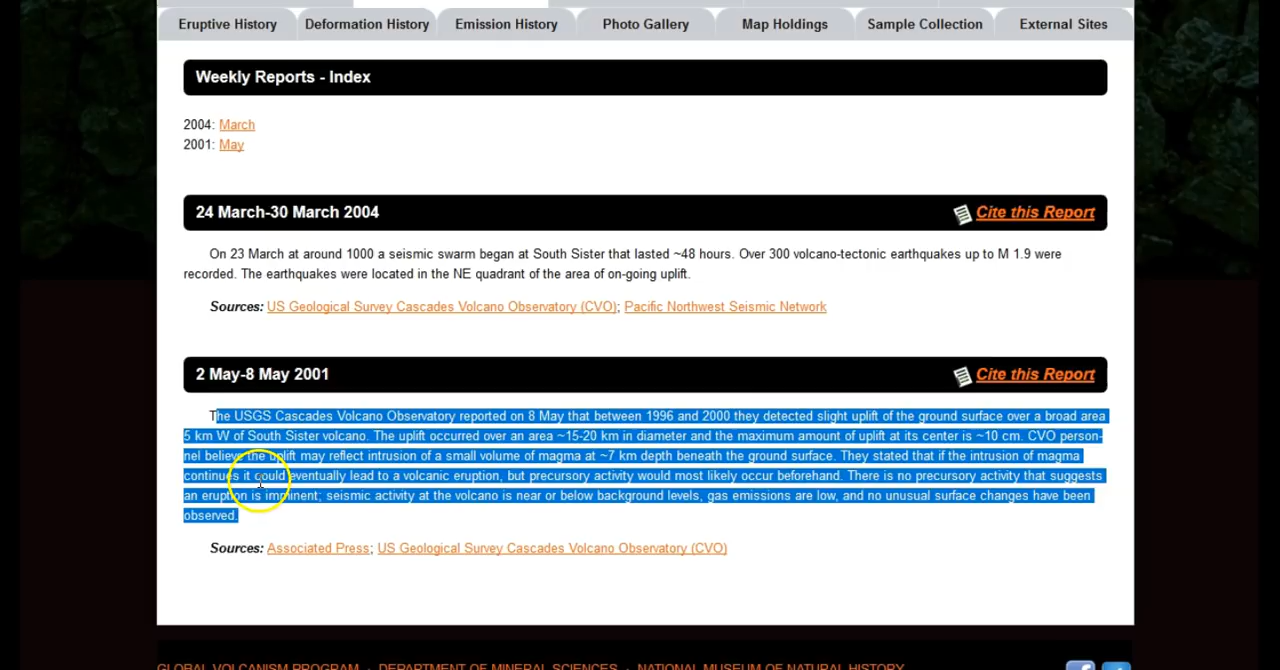 Eruptive History Deformation History Emission History Photo Gallery Map Holdings Sample Collection External Sites
Weekly Reports - Index
2004: March
2001: May
24 March-30 March 2004 Cite this Report
On 23 March at around 1000 a seismic swarm began at South Sister that lasted ~48 hours. Over 300 volcano-tectonic earthquakes up to M 1.9 were
recorded. The earthquakes were located in the NE quadrant of the area of on-going uplift.
Sources: US Geological Survey Cascades Volcano Observatory (CVO); Pacific Northwest Seismic Network
2 May-8 May 2001 Cite this Report
The USGS Cascades Volcano Observatory reported on 8 May that between 1996 and 2000 they detected slight uplift of the ground surface over a broad area
5 km W of South Sister volcano. The uplift occurred over an area ~15-20 km in diameter and the maximum amount of uplift at its center is ~10 cm. CVO person-
nel believe the uplift may reflect intrusion of a small volume of magma at ~7 km depth beneath the ground surface. They stated that if the intrusion of magma
continues it could eventually lead to a volcanic eruption, but precursory activity would most likely occur beforehand. There is no precursory activity that suggests
an eruption is imminent; seismic activity at the volcano is near or below background levels, gas emissions are low, and no unusual surface changes have been
observed.
Sources: Associated Press; US Geological Survey Cascades Volcano Observatory (CVO)
GLOBAL VOLCANISM PROGRAM · DEPARTMENT OF MINERAL SCIENCES · NATIONAL MUSEUM OF NATURAL HISTORY